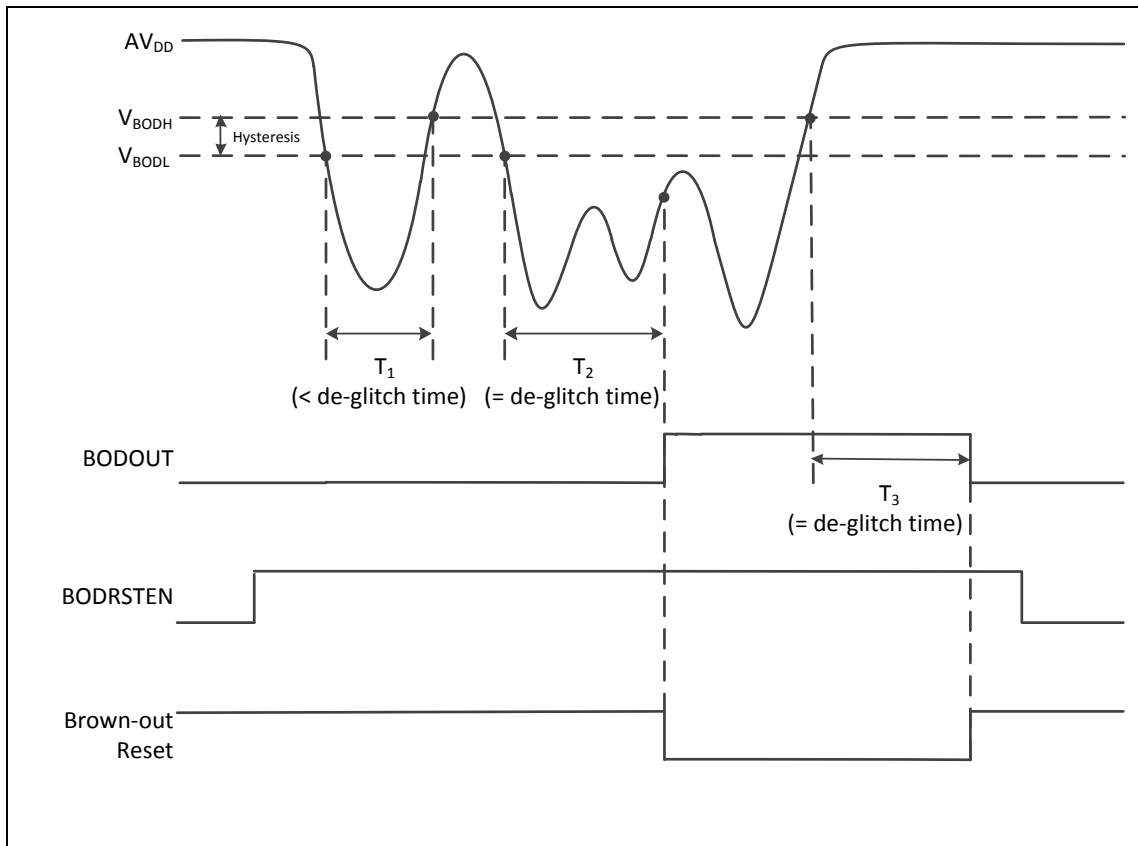 AVDD
VBODH
Hysteresis
VBODL
T1
(< de-glitch time)
T2
(= de-glitch time)
BODOUT
T3
(= de-glitch time)
BODRSTEN
Brown-out
Reset